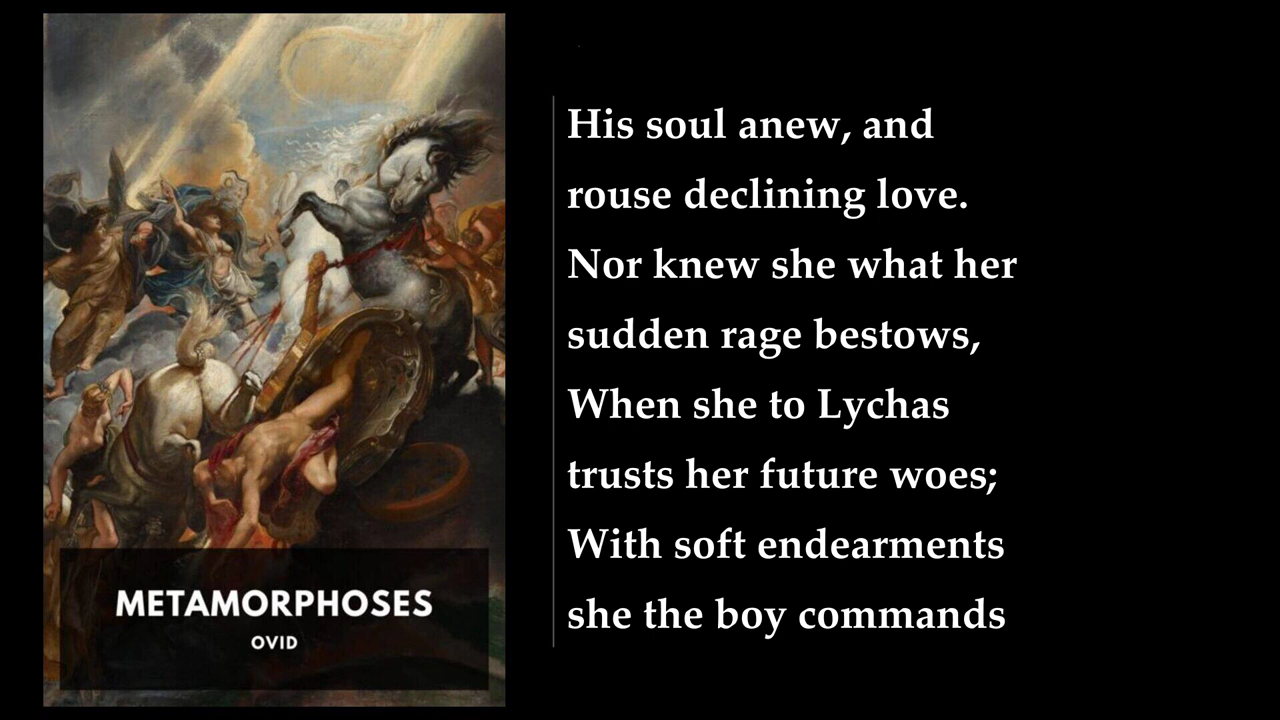 METAMORPHOSES
OVID
His soul anew, and
rouse declining love.
Nor knew she what her
sudden rage bestows,
When she to Lychas
trusts her future woes;
With soft endearments
she the boy commands